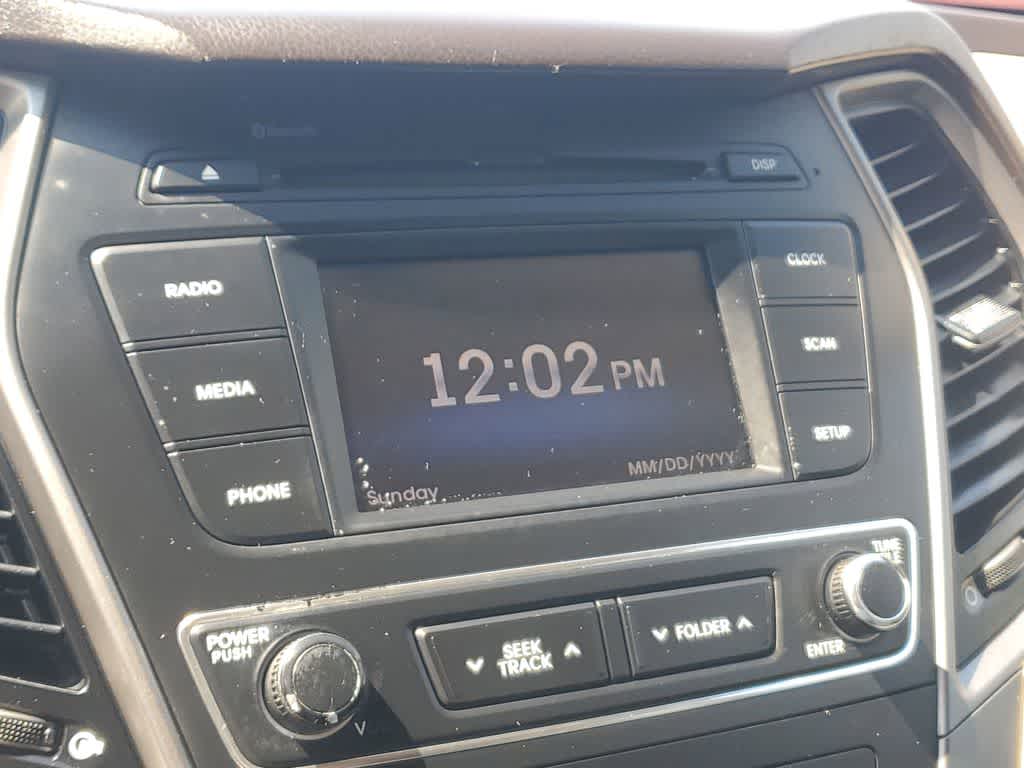 DISP
RADIO
MEDIA
PHONE
12:02 PM
Sunday
MM/DD/YYYY
CLOCK
SCAN
SETUP
POWER
PUSH
V
SEEK
TRACK
FOLDER
TUNE
ENTER